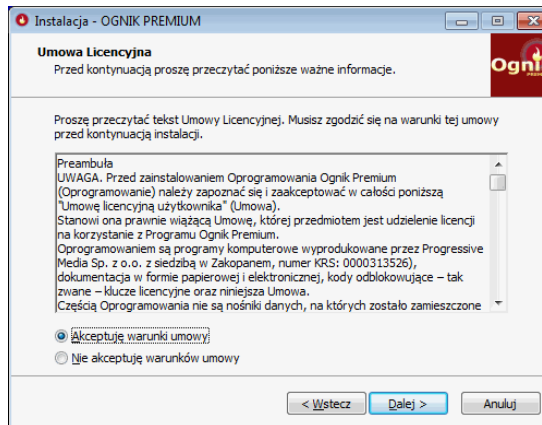 Instalacja - OGNIK PREMIUM
Umowa Licencyjna
Przed kontynuacją proszę przeczytać poniższe ważne informacje.
Proszę przeczytać tekst Umowy Licencyjnej. Musisz zgodzić się na warunki tej umowy
przed kontynuacją instalacji.
Preambuła
UWAGA. Przed zainstalowaniem Oprogramowania Ognik Premium
(Oprogramowanie) należy zapoznać się i zaakceptować w całości poniższą
"Umowę licencyjną użytkownika" (Umowa).
Stanowi ona prawnie wiążącą Umowę, której przedmiotem jest udzielenie licencji
na korzystanie z Programu Ognik Premium.
Oprogramowaniem są programy komputerowe wyprodukowane przez Progressive
Media Sp. z o.o. z siedzibą w Zakopanem, numer KRS: 0000313526),
dokumentacja w formie papierowej i elektronicznej, kody odblokowujące – tak
zwane – klucze licencyjne oraz niniejsza Umowa.
Częścią Oprogramowania nie są nośniki danych, na których zostało zamieszczone
Akceptuję warunki umowy
Nie akceptuję warunków umowy
< Wstecz
Dalej >
Anuluj